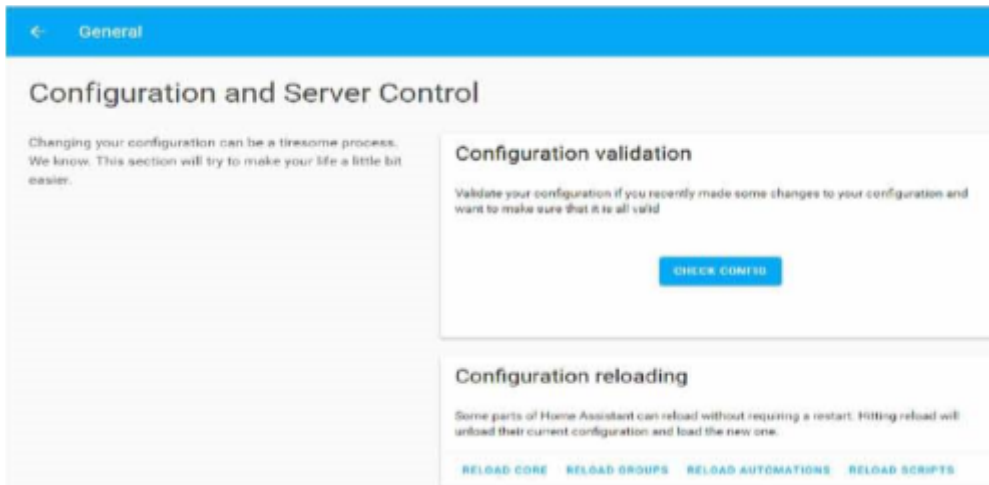 General
Configuration and Server Control
Changing your configuration can be a tiresome process.
We know. This section will try to make your life a little bit
easier.
Configuration validation
Validate your configuration if you recently made some changes to your configuration and
want to make sure that it is all valid
CHECK CONFIG
Configuration reloading
Some parts of Home Assistant can reload without requiring a restart. Hitting reload will
unload their current configuration and load the new one.
RELOAD CORE RELOAD GROUPS RELOAD AUTOMATIONS RELOAD SCRIPTS